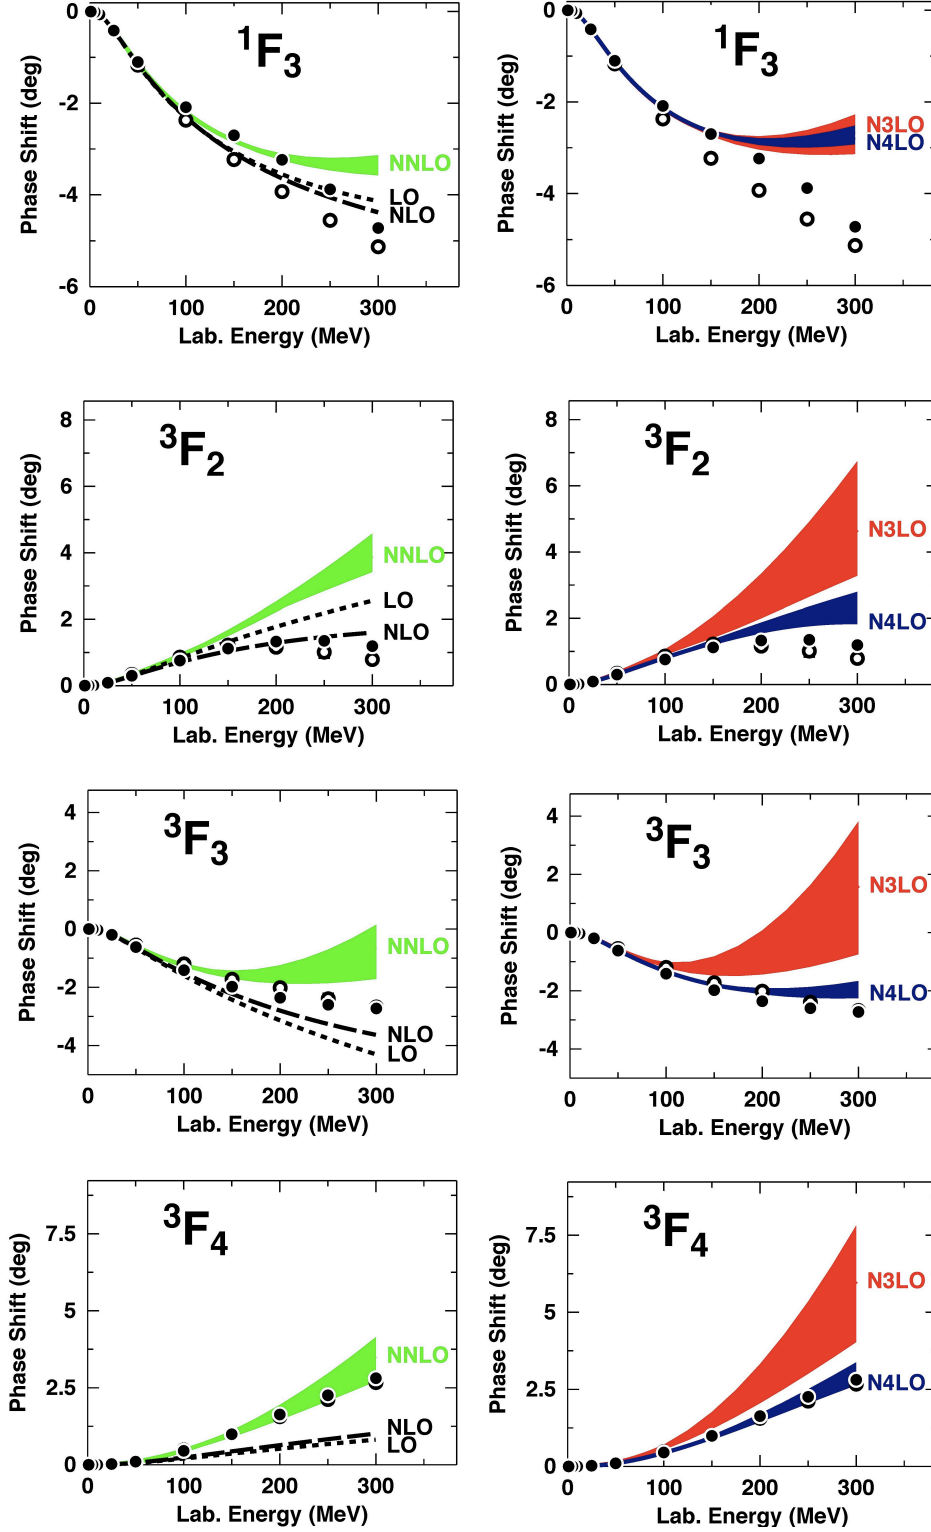 ¹F₃
Phase Shift (deg)
0
-2
-4
-6
NNLO
LO
NLO
0 100 200 300
Lab. Energy (MeV)
¹F₃
Phase Shift (deg)
0
-2
-4
-6
N3LO
N4LO
0 100 200 300
Lab. Energy (MeV)
³F₂
Phase Shift (deg)
8
6
4
2
0
NNLO
LO
NLO
0 100 200 300
Lab. Energy (MeV)
³F₂
Phase Shift (deg)
8
6
4
2
0
N3LO
N4LO
0 100 200 300
Lab. Energy (MeV)
³F₃
Phase Shift (deg)
4
2
0
-2
-4
NNLO
NLO
LO
0 100 200 300
Lab. Energy (MeV)
³F₃
Phase Shift (deg)
4
2
0
-2
-4
N3LO
N4LO
0 100 200 300
Lab. Energy (MeV)
³F₄
Phase Shift (deg)
7.5
5
2.5
0
NNLO
NLO
LO
0 100 200 300
Lab. Energy (MeV)
³F₄
Phase Shift (deg)
7.5
5
2.5
0
N3LO
N4LO
0 100 200 300
Lab. Energy (MeV)